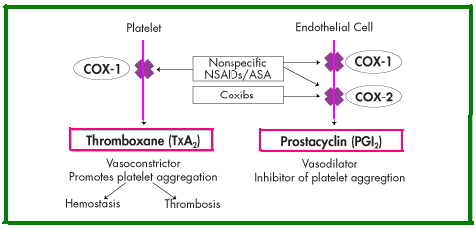 Platelet
Endothelial Cell
COX-1
Nonspecific
NSAIDs/ASA
COX-1
Coxibs
COX-2
Thromboxane (TxA₂)
Prostacyclin (PGI₂)
Vasoconstrictor
Promotes platelet aggregation
Vasodilator
Inhibitor of platelet aggregtion
Hemostasis
Thrombosis